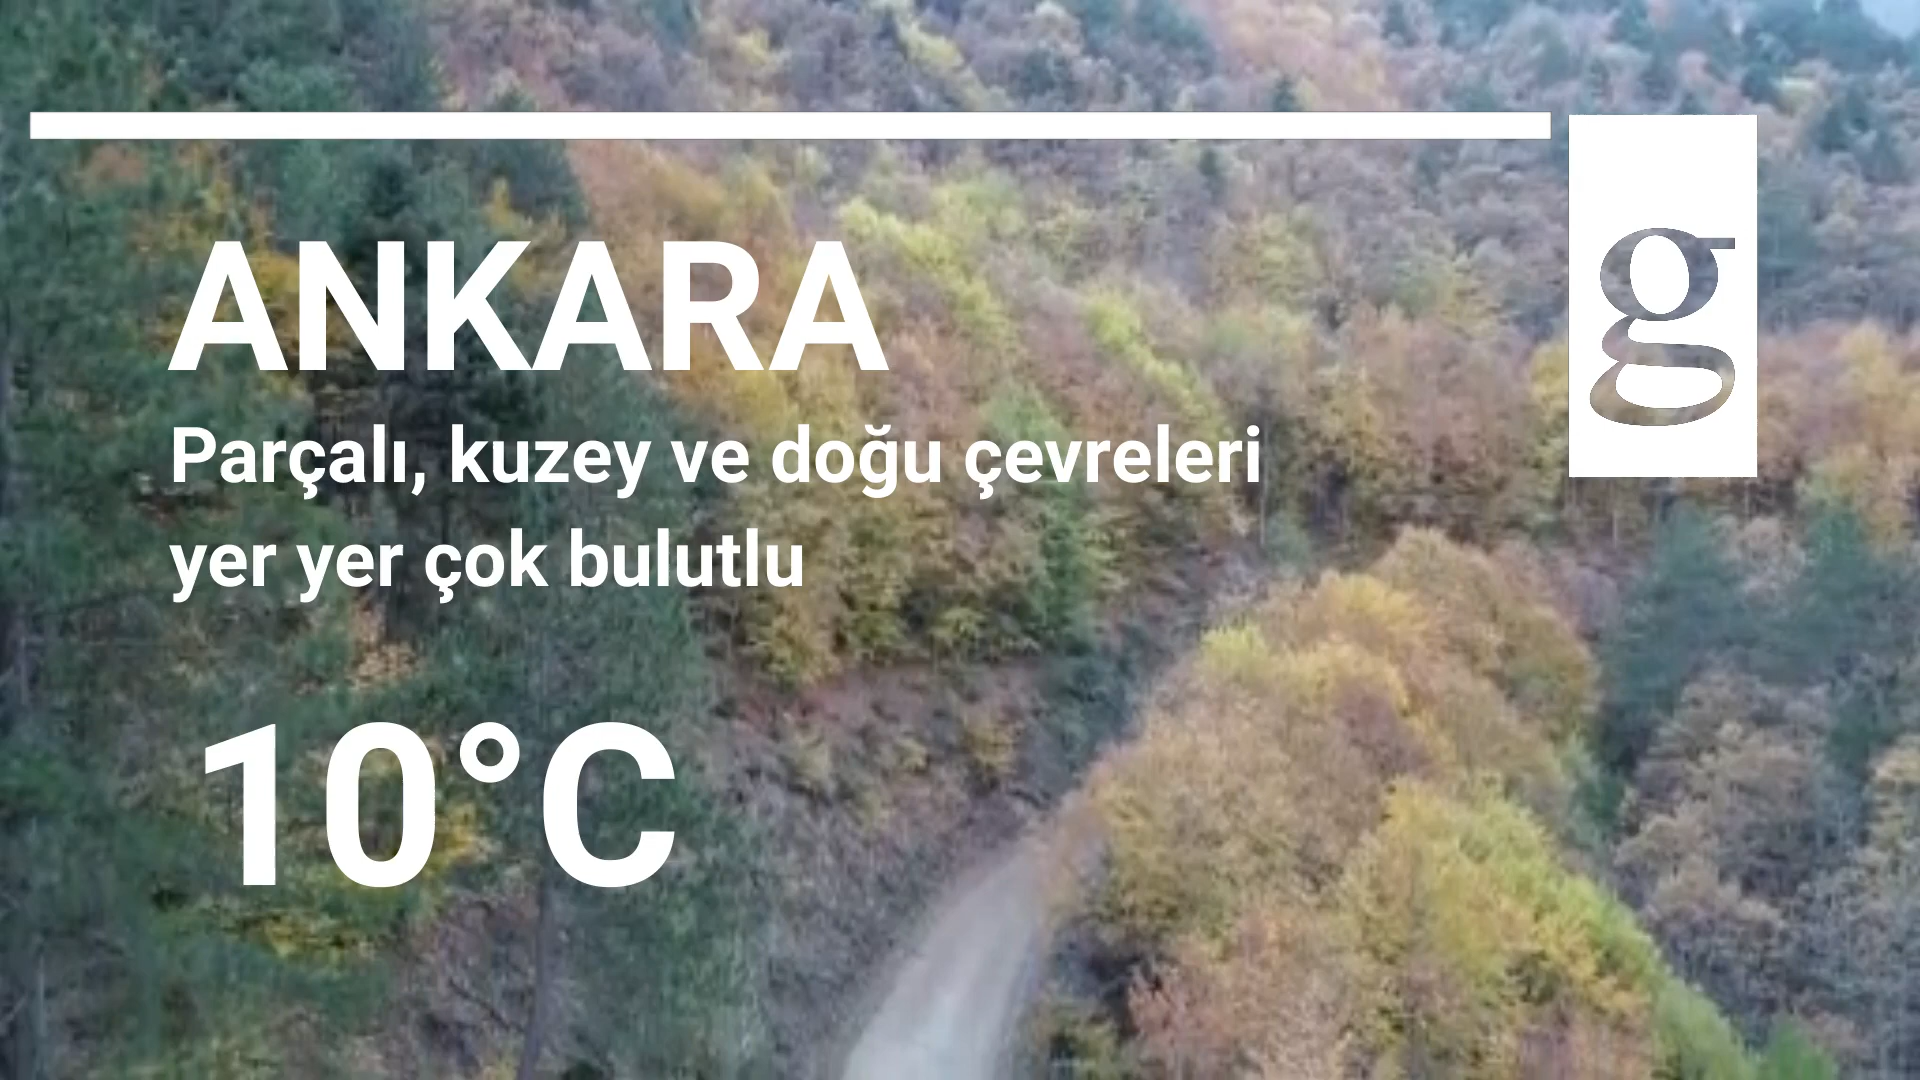 ANKARA
g
Parçalı, kuzey ve doğu çevreleri
yer yer çok bulutlu
10°C